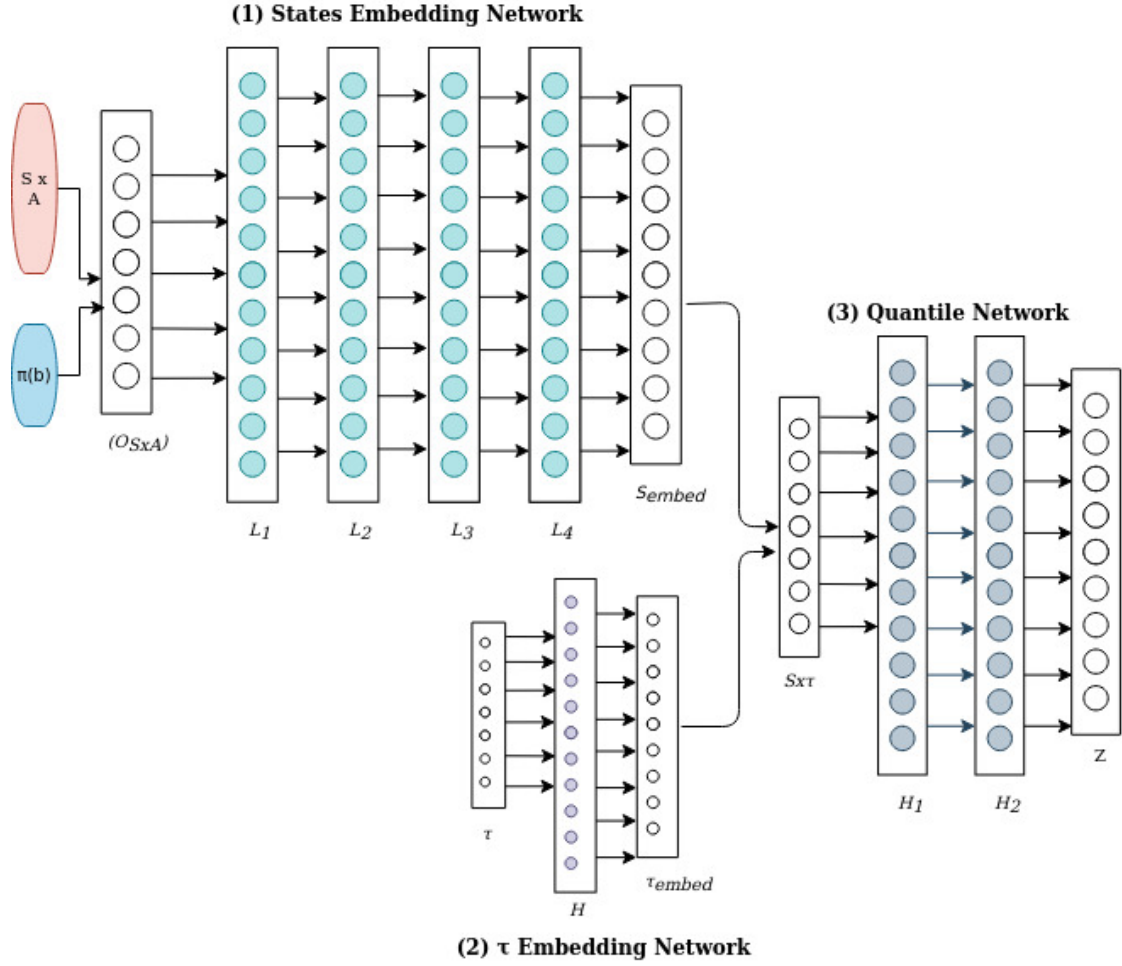 (1) States Embedding Network
S x
A
π(b)
(O_SxA)
L1
L2
L3
L4
S_embed
(3) Quantile Network
Sxτ
H1
H2
Z
τ
H
τ_embed
(2) τ Embedding Network